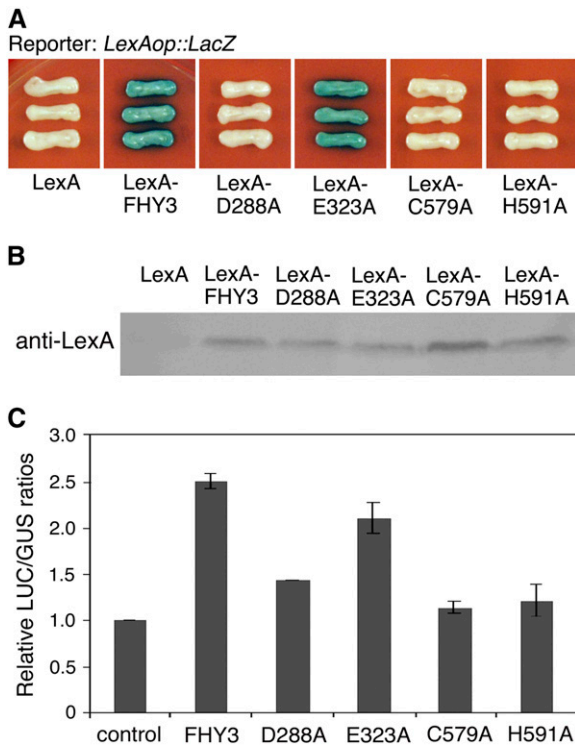 A
Reporter: LexAop::LacZ
LexA
LexA-
FHY3
LexA-
D288A
LexA-
E323A
LexA-
C579A
LexA-
H591A
B
LexA
LexA-
FHY3
LexA-
D288A
LexA-
E323A
LexA-
C579A
LexA-
H591A
anti-LexA
C
Relative LUC/GUS ratios
3.0
2.5
2.0
1.5
1.0
0.5
0
control
FHY3
D288A
E323A
C579A
H591A